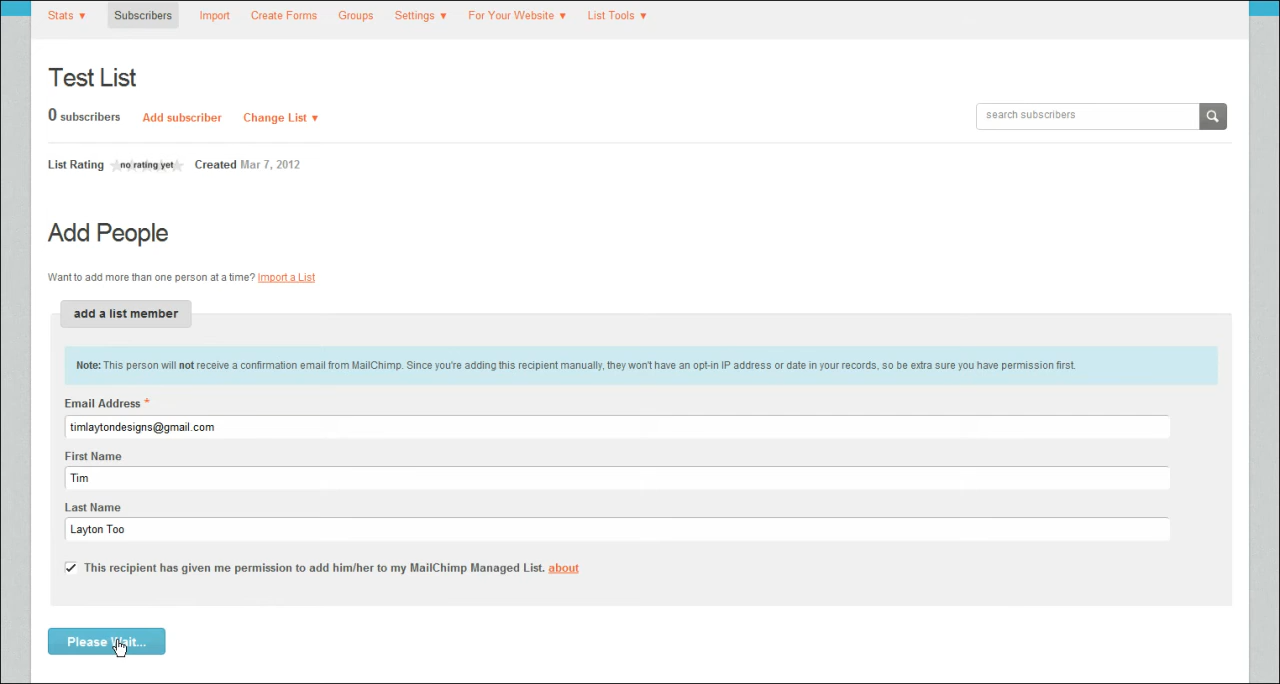 Stats ▼ Subscribers Import Create Forms Groups Settings ▼ For Your Website ▼ List Tools ▼
Test List
0 subscribers Add subscriber Change List ▼ search subscribers
List Rating no rating yet Created Mar 7, 2012
Add People
Want to add more than one person at a time? Import a List
add a list member
Note: This person will not receive a confirmation email from MailChimp. Since you're adding this recipient manually, they won't have an opt-in IP address or date in your records, so be extra sure you have permission first.
Email Address *
timlaytondesigns@gmail.com
First Name
Tim
Last Name
Layton Too
This recipient has given me permission to add him/her to my MailChimp Managed List. about
Please Wait...